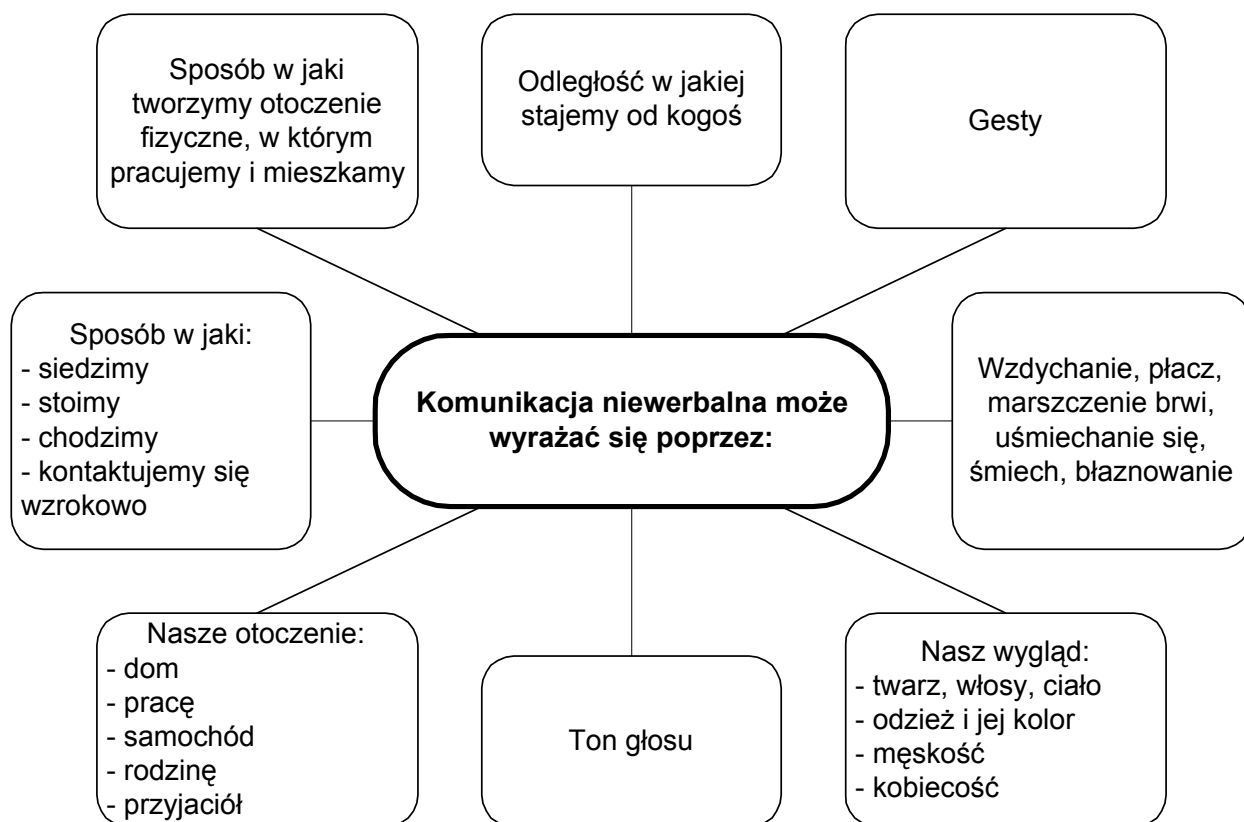 Sposób w jaki
tworzymy otoczenie
fizyczne, w którym
pracujemy i mieszkamy
Odległość w jakiej
stajemy od kogoś
Gesty
Sposób w jaki:
- siedzimy
- stoimy
- chodzimy
- kontaktujemy się
wzrokowo
Komunikacja niewerbalna może
wyrażać się poprzez:
Wzdychanie, płacz,
marszczenie brwi,
uśmiechanie się,
śmiech, błaznowanie
Nasze otoczenie:
- dom
- pracę
- samochód
- rodzinę
- przyjaciół
Ton głosu
Nasz wygląd:
- twarz, włosy, ciało
- odzież i jej kolor
- męskość
- kobiecość